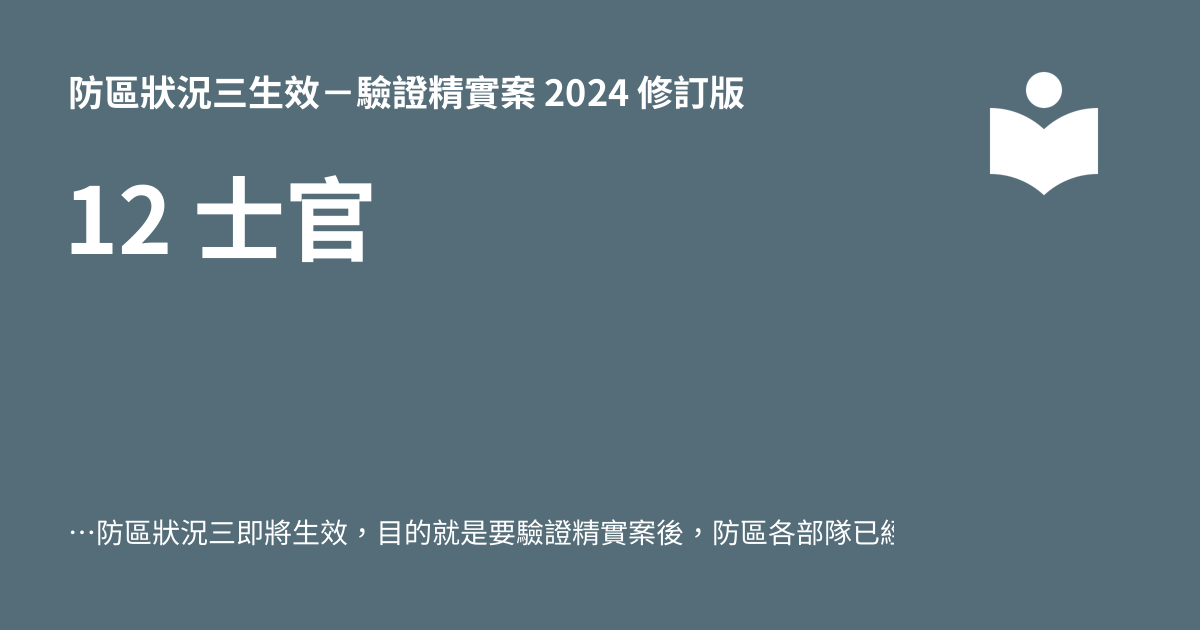 防區狀況三生效－驗證精實案 2024 修訂版
12 士官
…防區狀況三即將生效，目的就是要驗證精實案後，防區各部隊已